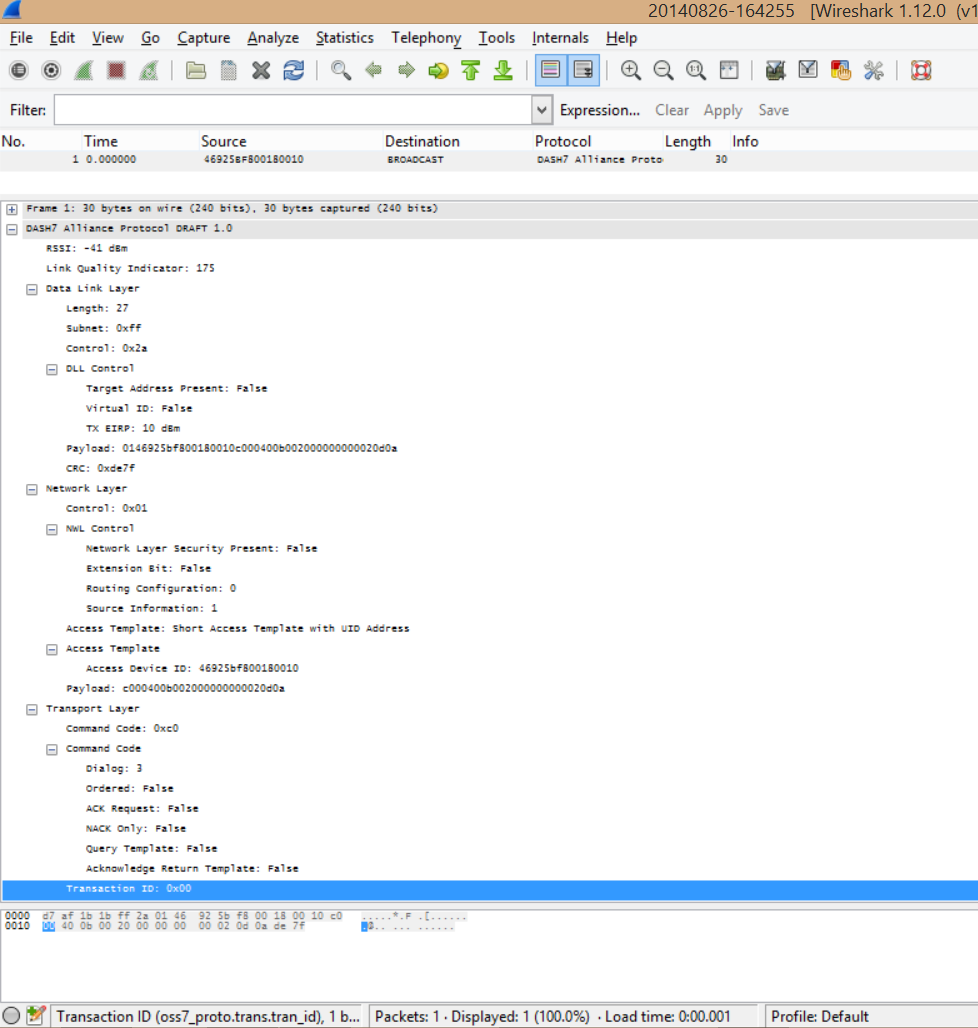 20140826-164255 [Wireshark 1.12.0 (v1
File Edit View Go Capture Analyze Statistics Telephony Tools Internals Help
Filter: Expression... Clear Apply Save
No. Time Source Destination Protocol Length Info
1 0.000000 46925BF800180010 BROADCAST DASH7 Alliance Proto 30
Frame 1: 30 bytes on wire (240 bits), 30 bytes captured (240 bits)
DASH7 Alliance Protocol DRAFT 1.0
RSSI: -41 dBm
Link Quality Indicator: 175
Data Link Layer
Length: 27
Subnet: 0xff
Control: 0x2a
DLL Control
Target Address Present: False
Virtual ID: False
TX EIRP: 10 dBm
Payload: 0146925bf800180010c000400b002000000000020d0a
CRC: 0xde7f
Network Layer
Control: 0x01
NWL Control
Network Layer Security Present: False
Extension Bit: False
Routing Configuration: 0
Source Information: 1
Access Template: Short Access Template with UID Address
Access Template
Access Device ID: 46925bf800180010
Payload: c000400b002000000000020d0a
Transport Layer
Command Code: 0xc0
Command Code
Dialog: 3
Ordered: False
ACK Request: False
NACK Only: False
Query Template: False
Acknowledge Return Template: False
Transaction ID: 0x00
0000 d7 af 1b 1b ff 2a 01 46 92 5b f8 00 18 00 10 c0 .....*.F .[......
0010 00 40 0b 00 20 00 00 00 00 02 0d 0a de 7f .@.. ... ......
Transaction ID (oss7_proto.trans.tran_id), 1 b... Packets: 1 · Displayed: 1 (100.0%) · Load time: 0:00.001 Profile: Default